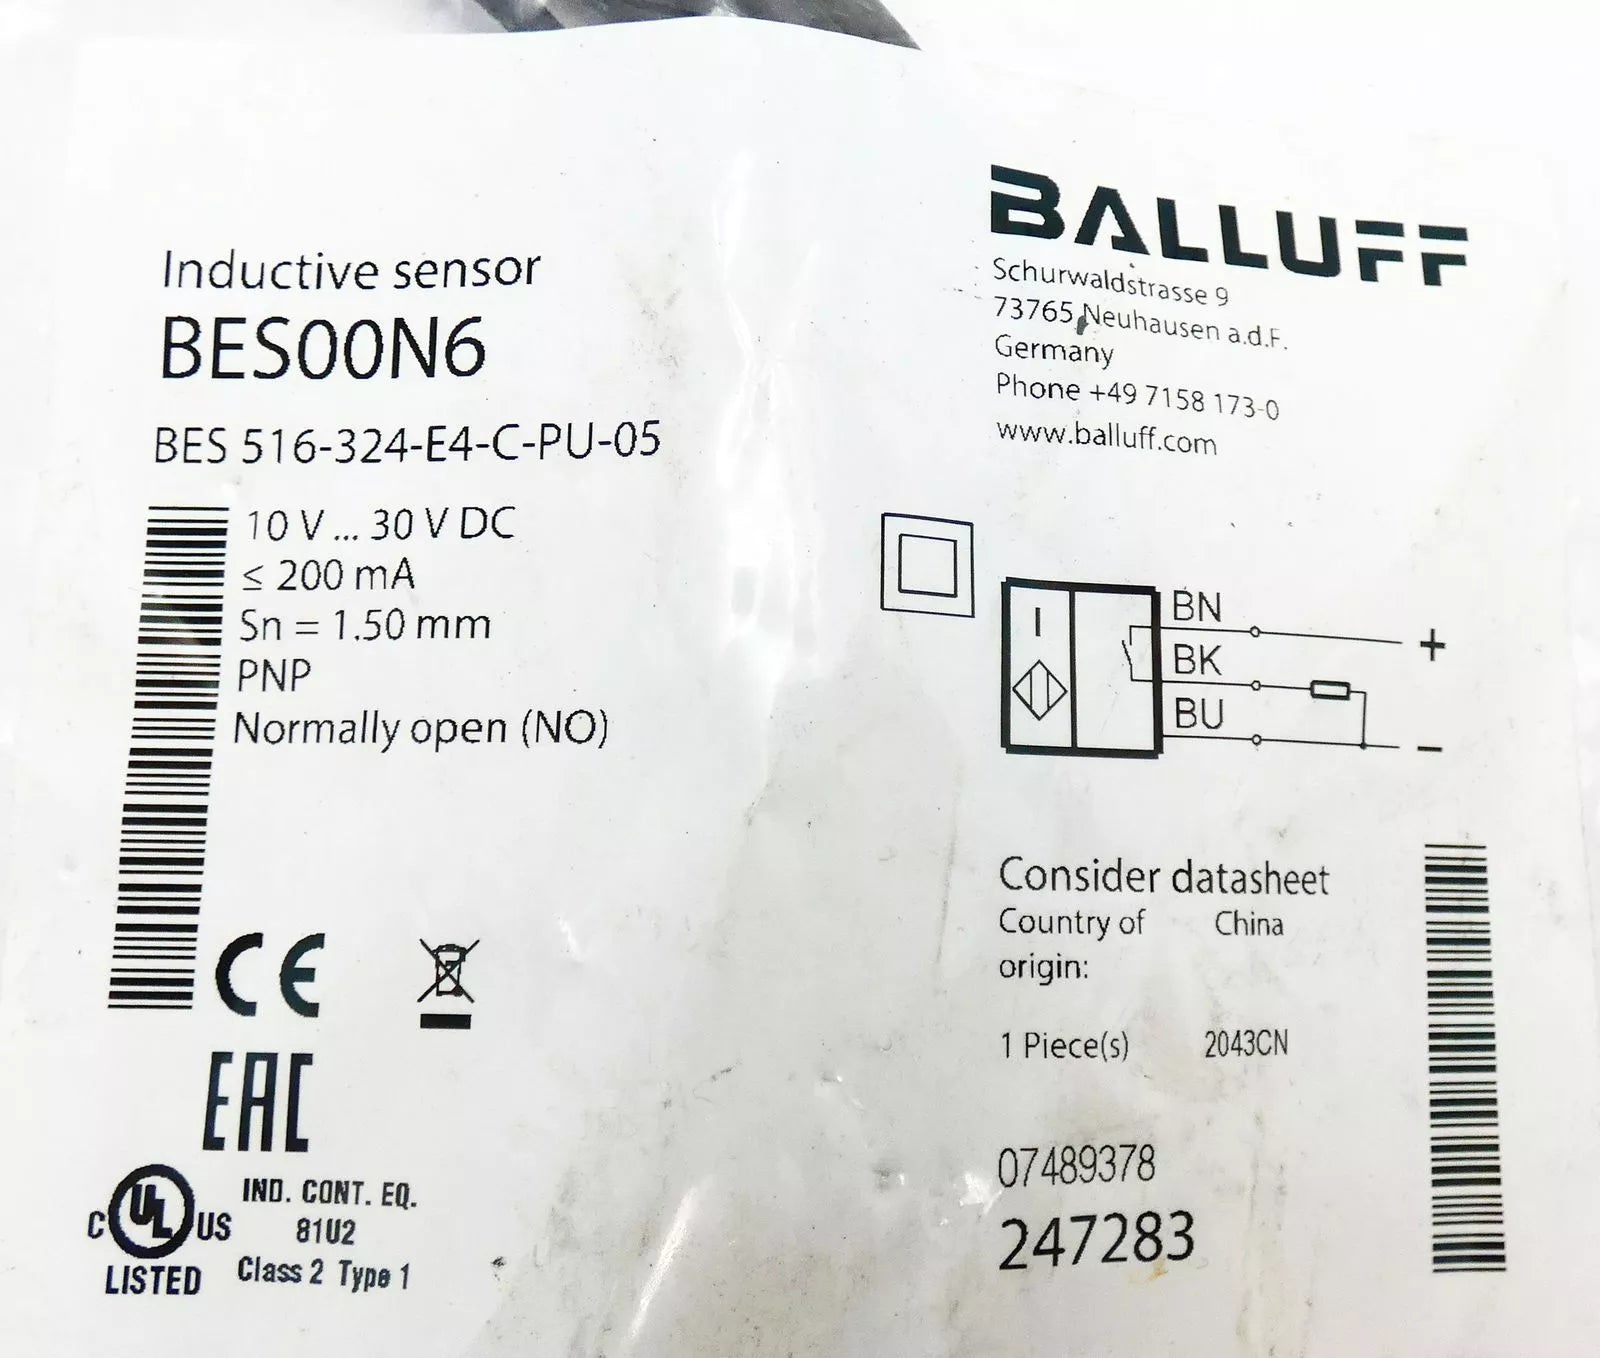 Inductive sensor
BES00N6
BES 516-324-E4-C-PU-05
10 V ... 30 V DC
≤ 200 mA
Sn = 1.50 mm
PNP
Normally open (NO)
CE
EAC
C UL US
LISTED
IND. CONT. EQ.
81U2
Class 2 Type 1
BALLUFF
Schurwaldstrasse 9
73765 Neuhausen a.d.F.
Germany
Phone +49 7158 173-0
www.balluff.com
BN +
BK
BU -
Consider datasheet
Country of China
origin:
1 Piece(s) 2043CN
07489378
247283